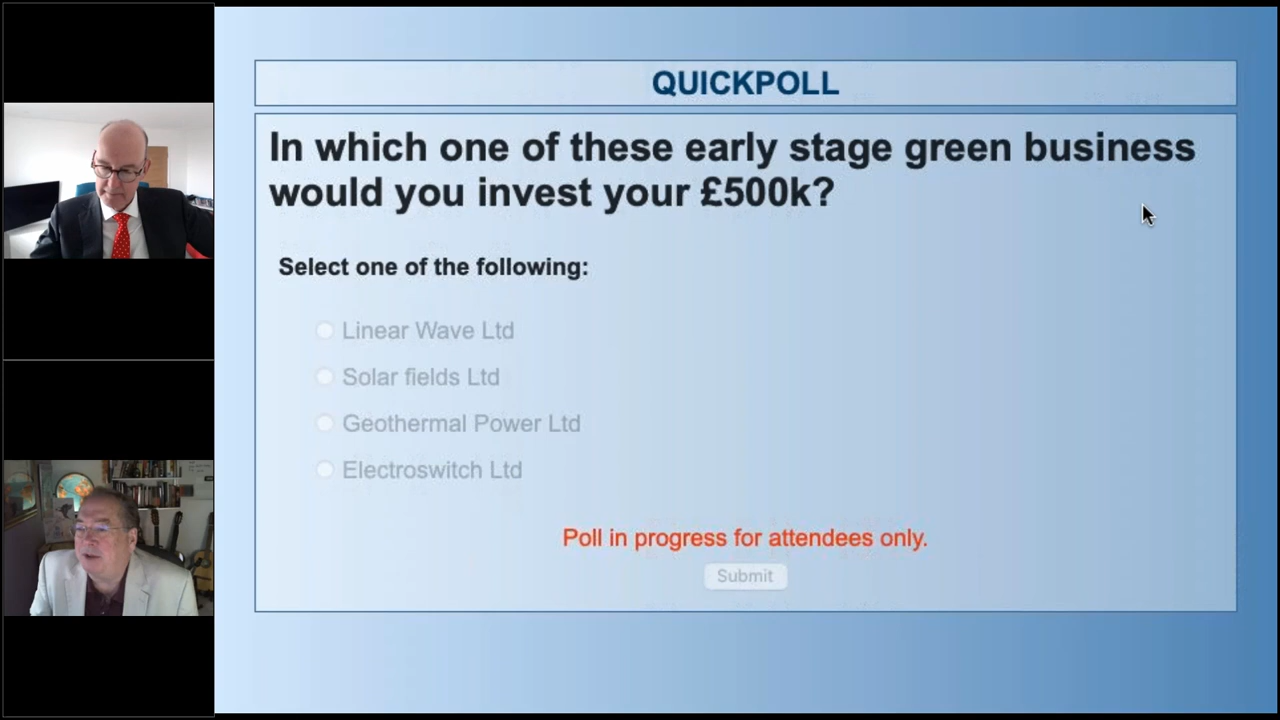 QUICKPOLL
In which one of these early stage green business
would you invest your £500k?
Select one of the following:
Linear Wave Ltd
Solar fields Ltd
Geothermal Power Ltd
Electroswitch Ltd
Poll in progress for attendees only.
Submit